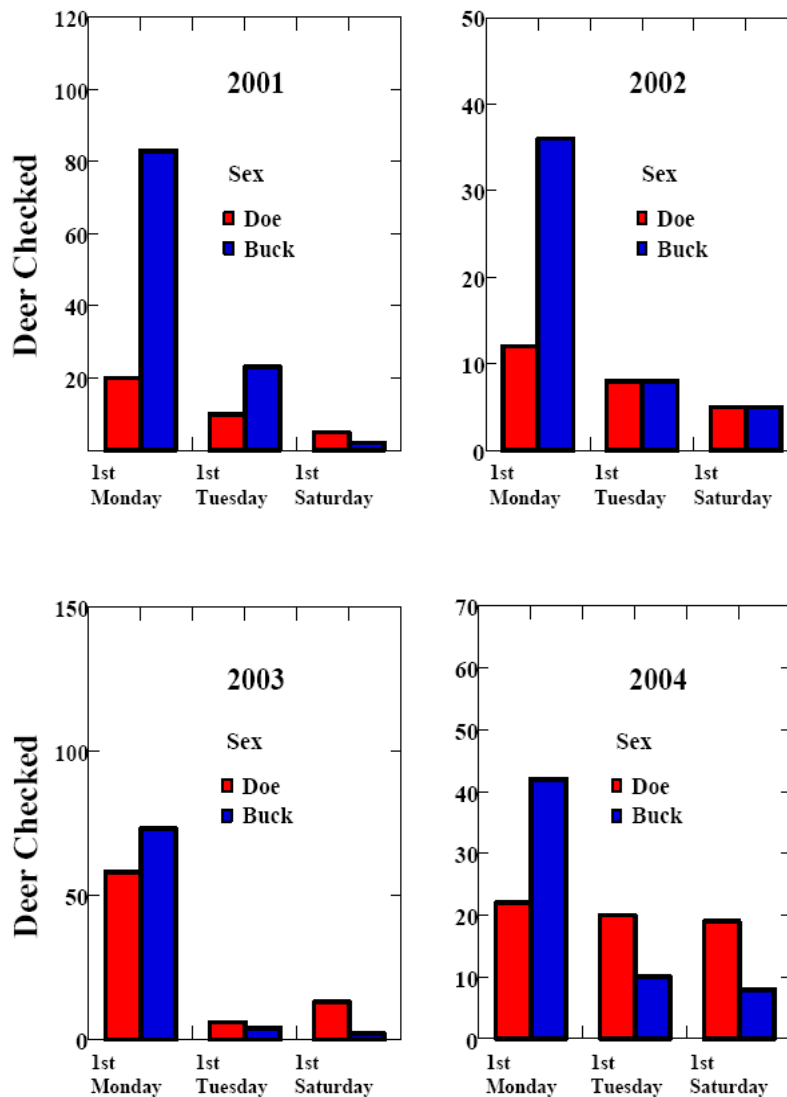 120
100
80
60
40
20
Deer Checked
2001
Sex
Doe
Buck
1st
Monday
1st
Tuesday
1st
Saturday
50
40
30
20
10
0
2002
Sex
Doe
Buck
1st
Monday
1st
Tuesday
1st
Saturday
150
100
50
0
Deer Checked
2003
Sex
Doe
Buck
1st
Monday
1st
Tuesday
1st
Saturday
70
60
50
40
30
20
10
0
2004
Sex
Doe
Buck
1st
Monday
1st
Tuesday
1st
Saturday